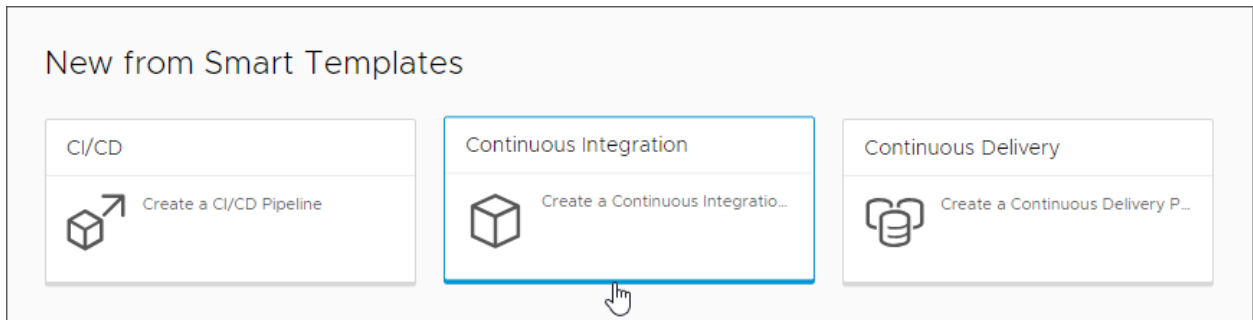 New from Smart Templates
CI/CD
Create a CI/CD Pipeline
Continuous Integration
Create a Continuous Integratio...
Continuous Delivery
Create a Continuous Delivery P...